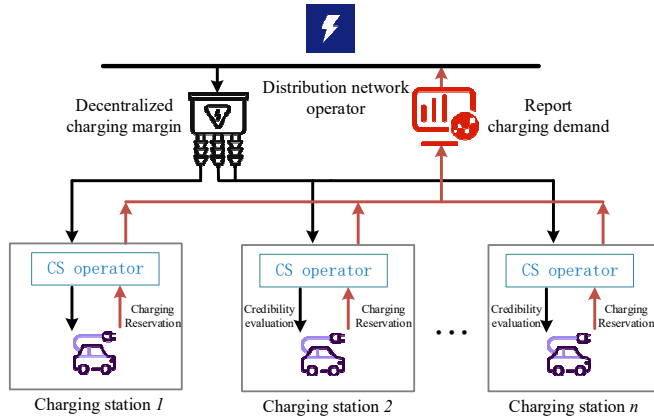 Decentralized
charging margin
Distribution network
operator
Report
charging demand
CS operator
Charging
Reservation
Charging station 1
CS operator
Credibility
evaluation
Charging
Reservation
Charging station 2
...
CS operator
Credibility
evaluation
Charging
Reservation
Charging station n